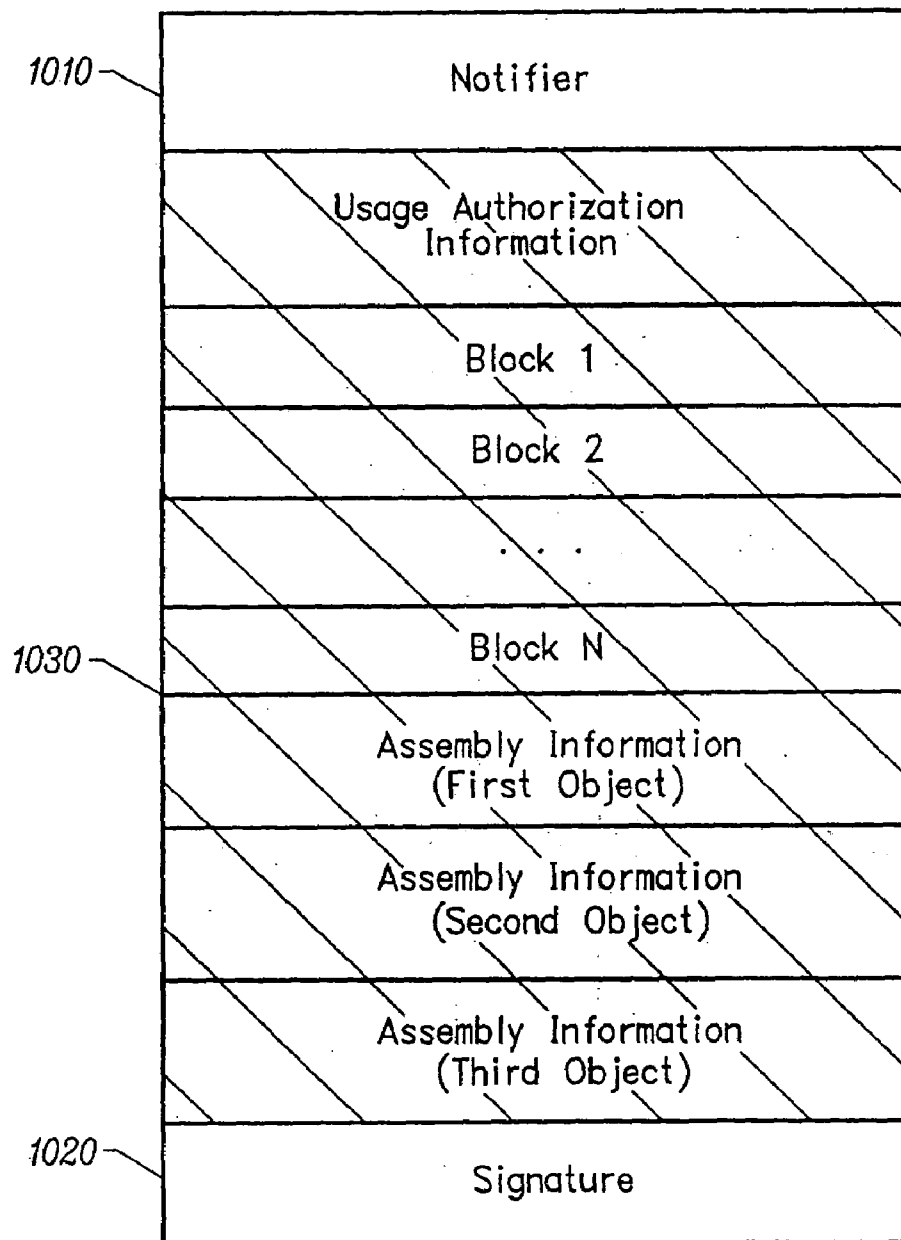 1010
Notifier
Usage Authorization
Information
Block 1
Block 2
. . .
Block N
1030
Assembly Information
(First Object)
Assembly Information
(Second Object)
Assembly Information
(Third Object)
1020
Signature